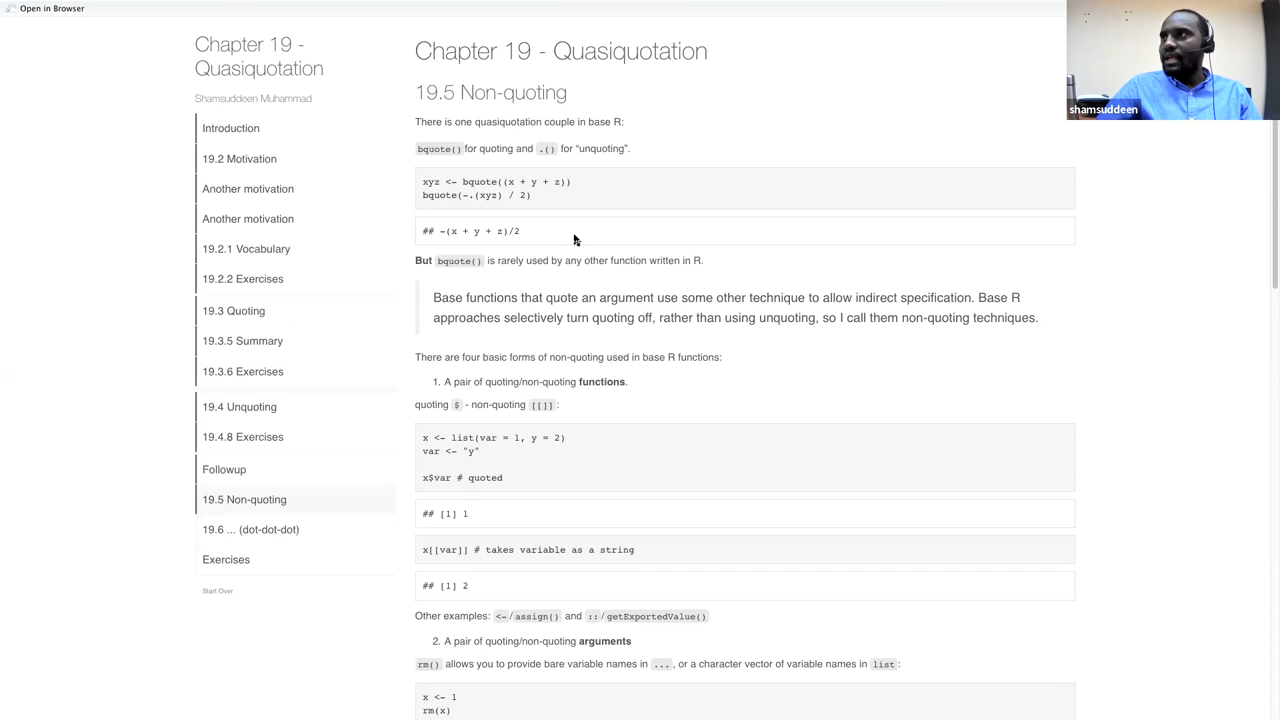 Open in Browser
Chapter 19 -
Quasiquotation
Shamsuddeen Muhammad
Introduction
19.2 Motivation
Another motivation
Another motivation
19.2.1 Vocabulary
19.2.2 Exercises
19.3 Quoting
19.3.5 Summary
19.3.6 Exercises
19.4 Unquoting
19.4.8 Exercises
Followup
19.5 Non-quoting
19.6 ... (dot-dot-dot)
Exercises
Start Over
Chapter 19 - Quasiquotation
19.5 Non-quoting
There is one quasiquotation couple in base R:
bquote() for quoting and .() for “unquoting”.
xyz <- bquote((x + y + z))
bquote(-.(xyz) / 2)
## -(x + y + z)/2
But bquote() is rarely used by any other function written in R.
Base functions that quote an argument use some other technique to allow indirect specification. Base R
approaches selectively turn quoting off, rather than using unquoting, so I call them non-quoting techniques.
There are four basic forms of non-quoting used in base R functions:
1. A pair of quoting/non-quoting functions.
quoting $ - non-quoting [[]]:
x <- list(var = 1, y = 2)
var <- "y"
x$var # quoted
## [1] 1
x[[var]] # takes variable as a string
## [1] 2
Other examples: <-/assign() and ::/getExportedValue()
2. A pair of quoting/non-quoting arguments
rm() allows you to provide bare variable names in ..., or a character vector of variable names in list:
x <- 1
rm(x)
shamsuddeen